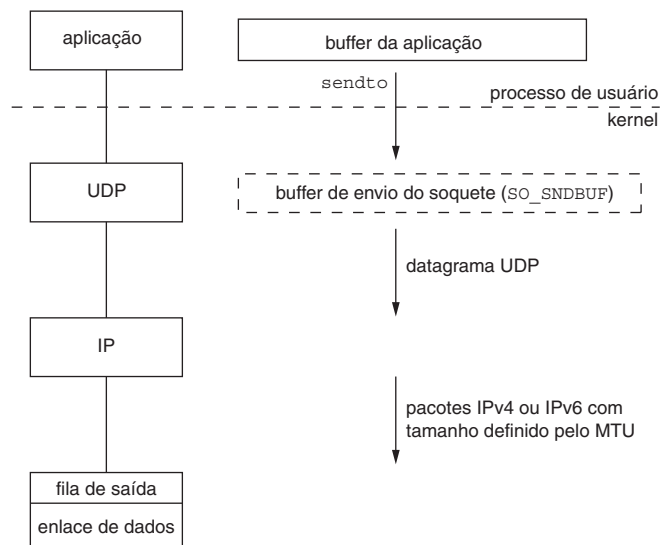 aplicação
buffer da aplicação
sendto
processo de usuário
kernel
UDP
buffer de envio do soquete (SO_SNDBUF)
datagrama UDP
IP
pacotes IPv4 ou IPv6 com
tamanho definido pelo MTU
fila de saída
enlace de dados